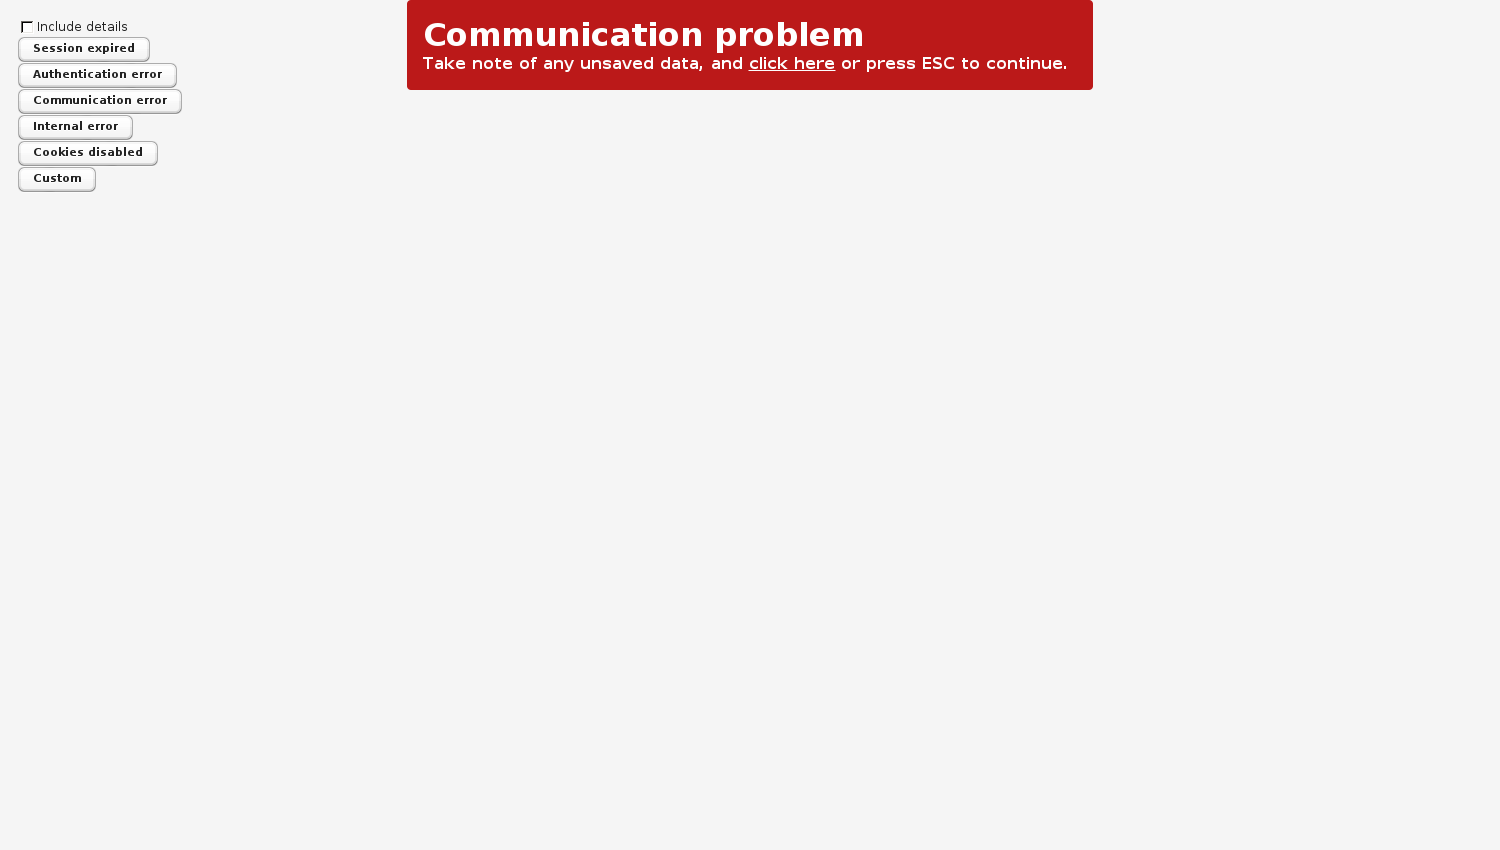 Include details
Session expired
Authentication error
Communication error
Internal error
Cookies disabled
Custom
Communication problem
Take note of any unsaved data, and click here or press ESC to continue.